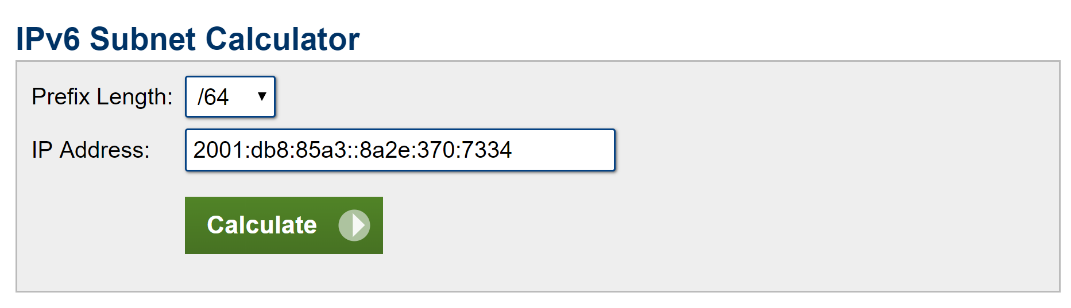 IPv6 Subnet Calculator
Prefix Length: /64
IP Address: 2001:db8:85a3::8a2e:370:7334
Calculate